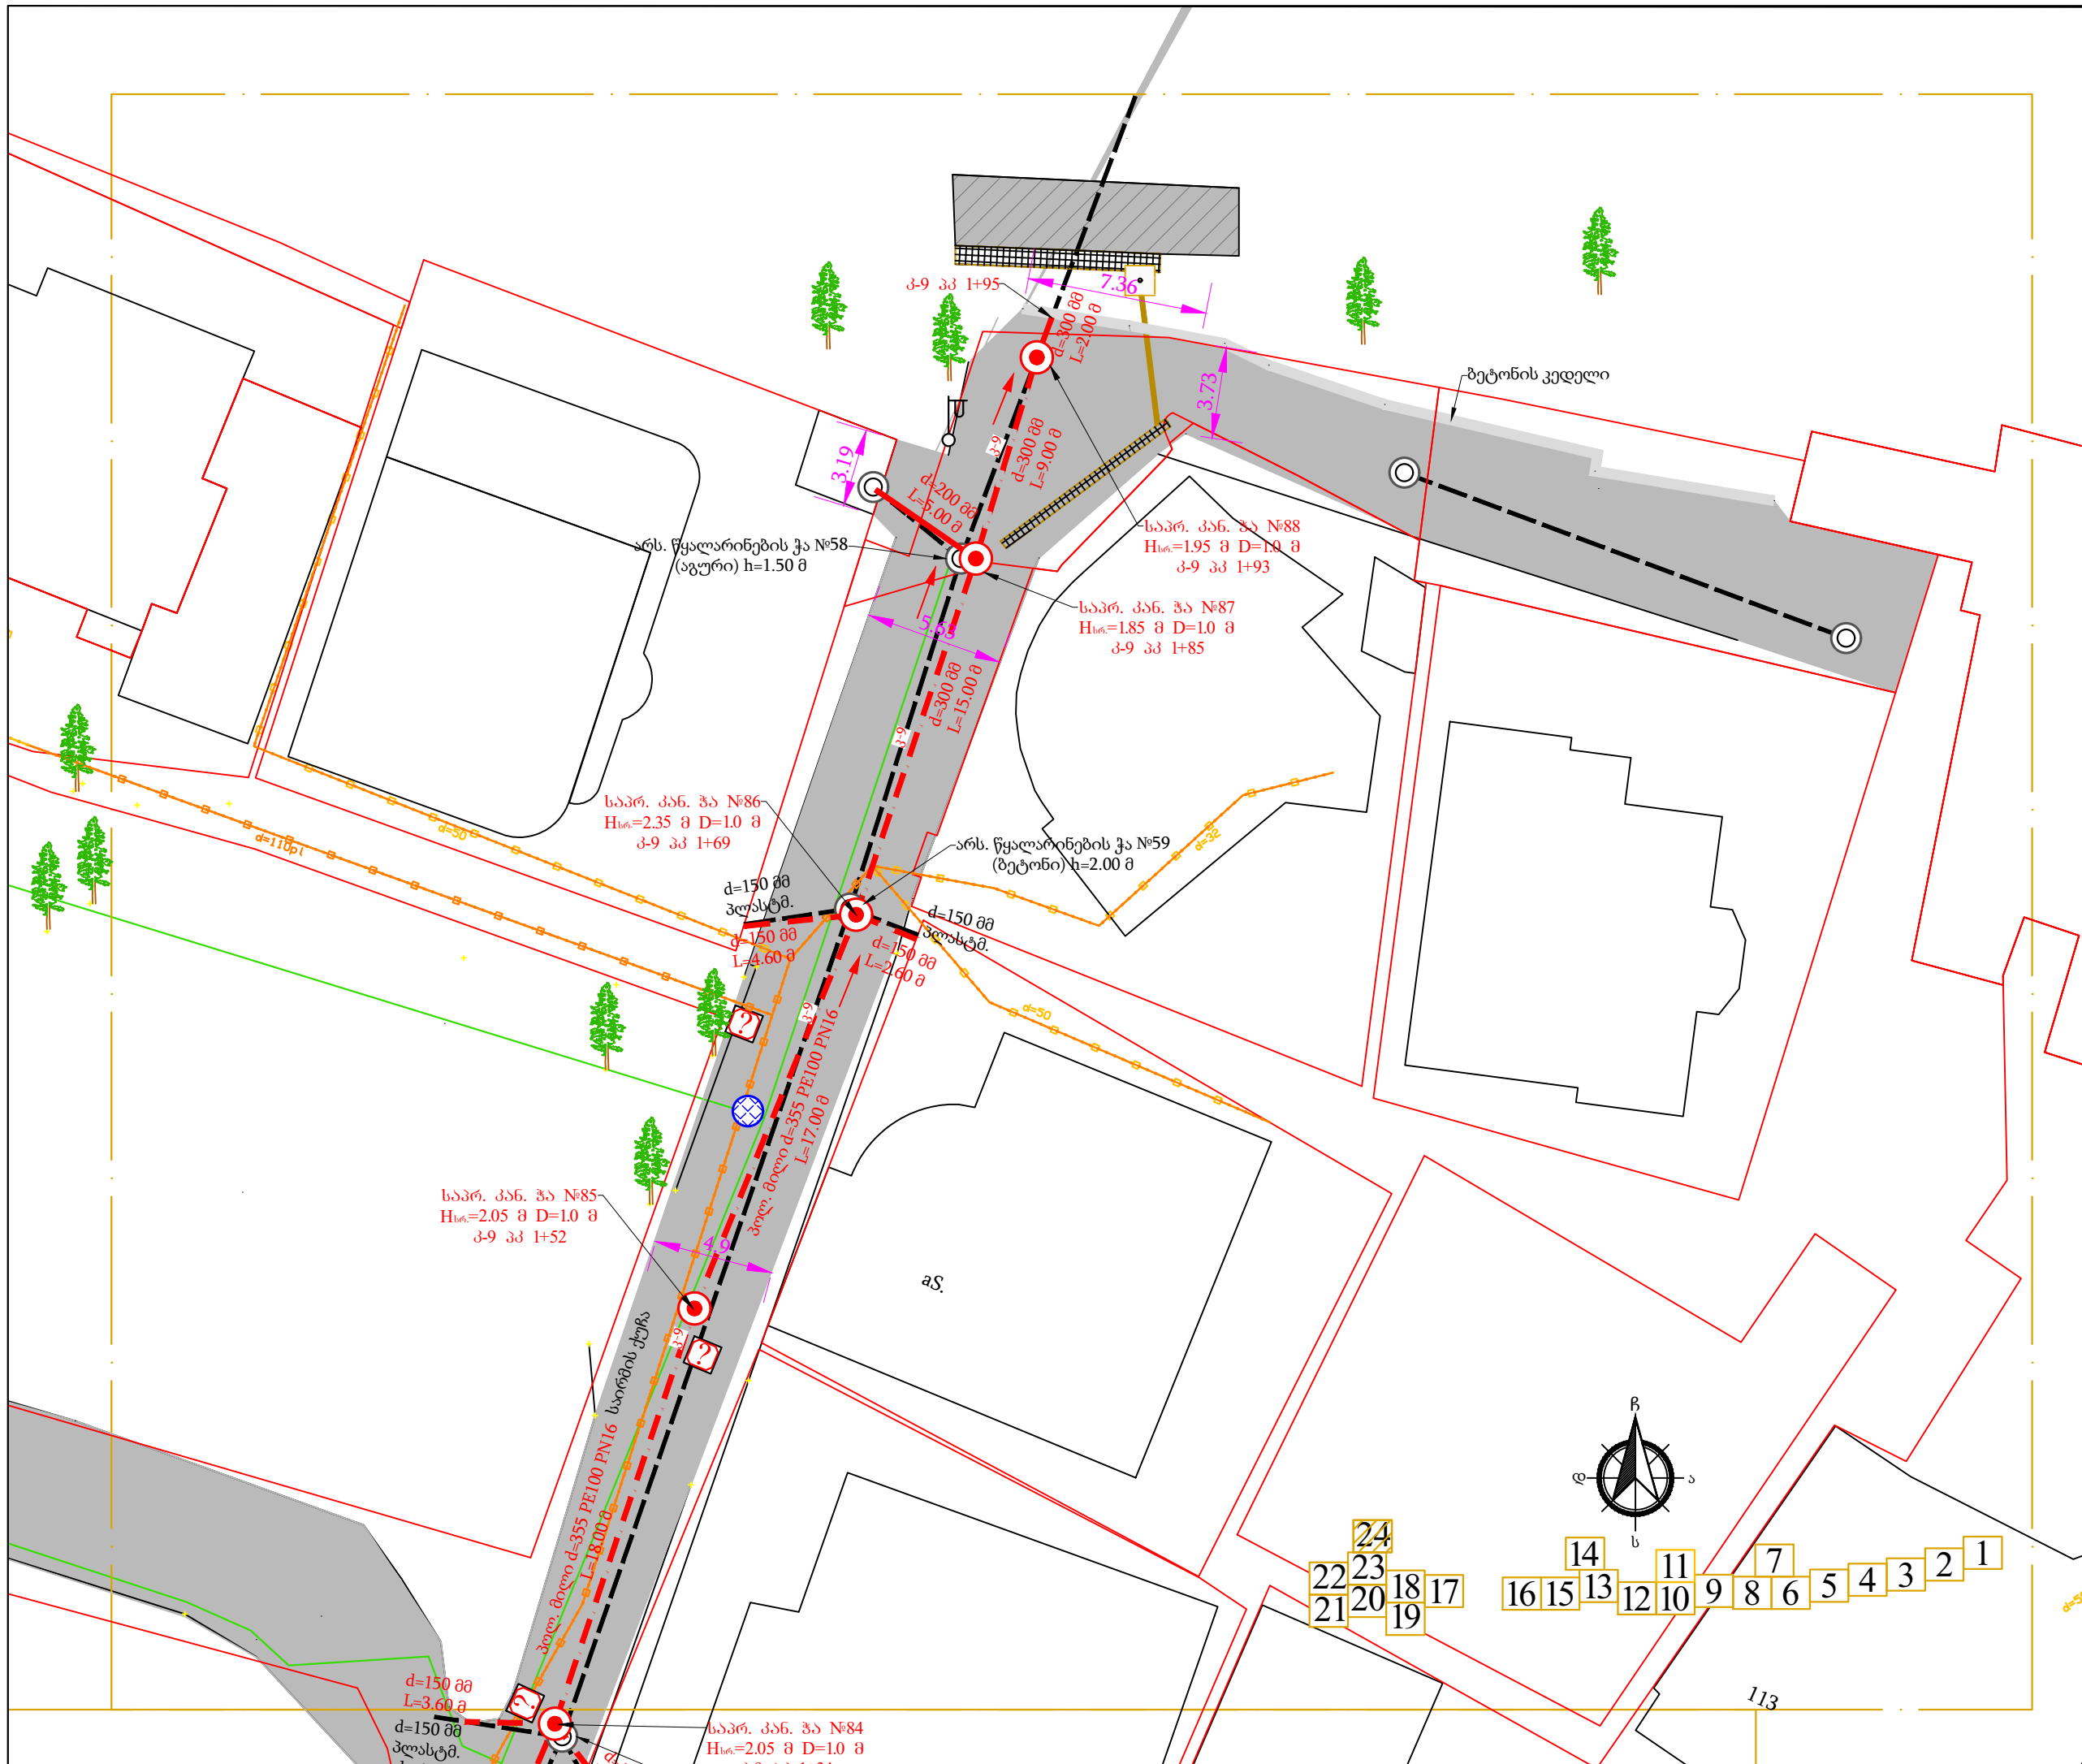 კ-9 პკ 1+95
7.36
d=300 მმ
L=2.00 მ
ბეტონის კედელი
3.73
3.19
კ-9
d=300 მმ
L=9.00 მ
d=200 მმ
L=5.00 მ
საპრ. კან. ჭა №88
Hსრ.=1.95 მ D=1.0 მ
კ-9 პკ 1+93
არს. წყალარინების ჭა №58
(აგური) h=1.50 მ
საპრ. კან. ჭა №87
Hსრ.=1.85 მ D=1.0 მ
კ-9 პკ 1+85
5.63
d=300 მმ
L=15.00 მ
კ-9
საპრ. კან. ჭა №86
Hსრ.=2.35 მ D=1.0 მ
კ-9 პკ 1+69
d=50
d=110pl
d=32
არს. წყალარინების ჭა №59
(ბეტონი) h=2.00 მ
d=150 მმ
პლასტმ.
d=150 მმ
L=4.60 მ
d=150 მმ
პლასტმ.
d=150 მმ
L=2.60 მ
d=50
?
კ-9
პოლ. მილი d=355 PE100 PN16
L=17.00 მ
საპრ. კან. ჭა №85
Hსრ.=2.05 მ D=1.0 მ
კ-9 პკ 1+52
4.9
aS.
კ-9
?
საირმის ქუჩა
პოლ. მილი d=355 PE100 PN16
L=18.00 მ
ჩ
დ
ა
ს
24
23
22
21
20
18
19
17
16
15
14
13
12
11
10
9
8
7
6
5
4
3
2
1
113
?
d=150 მმ
L=3.60 მ
d=150 მმ
პლასტმ.
საპრ. კან. ჭა №84
Hსრ.=2.05 მ D=1.0 მ